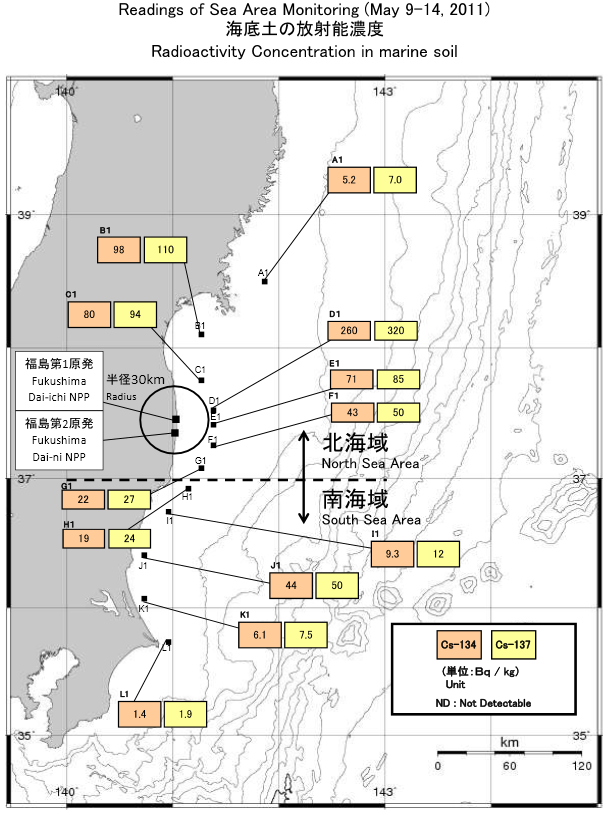 Readings of Sea Area Monitoring (May 9-14, 2011)
海底土の放射能濃度
Radioactivity Concentration in marine soil
140°
143°
A1
5.2 7.0
39°
39°
B1
98 110
A1
C1
80 94
B1
D1
260 320
C1
E1
71 85
福島第1原発
Fukushima
Dai-ichi NPP
半径30km
Radius
F1
43 50
D1
E1
福島第2原発
Fukushima
Dai-ni NPP
F1
北海域
North Sea Area
G1
37°
37°
G1
22 27
H1
南海域
South Sea Area
I1
H1
19 24
I1
9.3 12
J1
J1
44 50
K1
K1
6.1 7.5
L1
Cs-134 Cs-137
(単位:Bq / kg)
Unit
ND : Not Detectable
L1
1.4 1.9
35°
35°
km
0 60 120
140°
143°